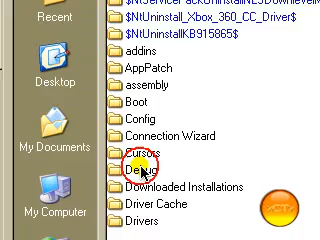 Recent
Desktop
My Documents
My Computer
$NtUninstall_Xbox_360_CC_Driver$
$NtUninstallKB915865$
addins
AppPatch
assembly
Boot
Config
Connection Wizard
Cursors
Debug
Downloaded Installations
Driver Cache
Drivers